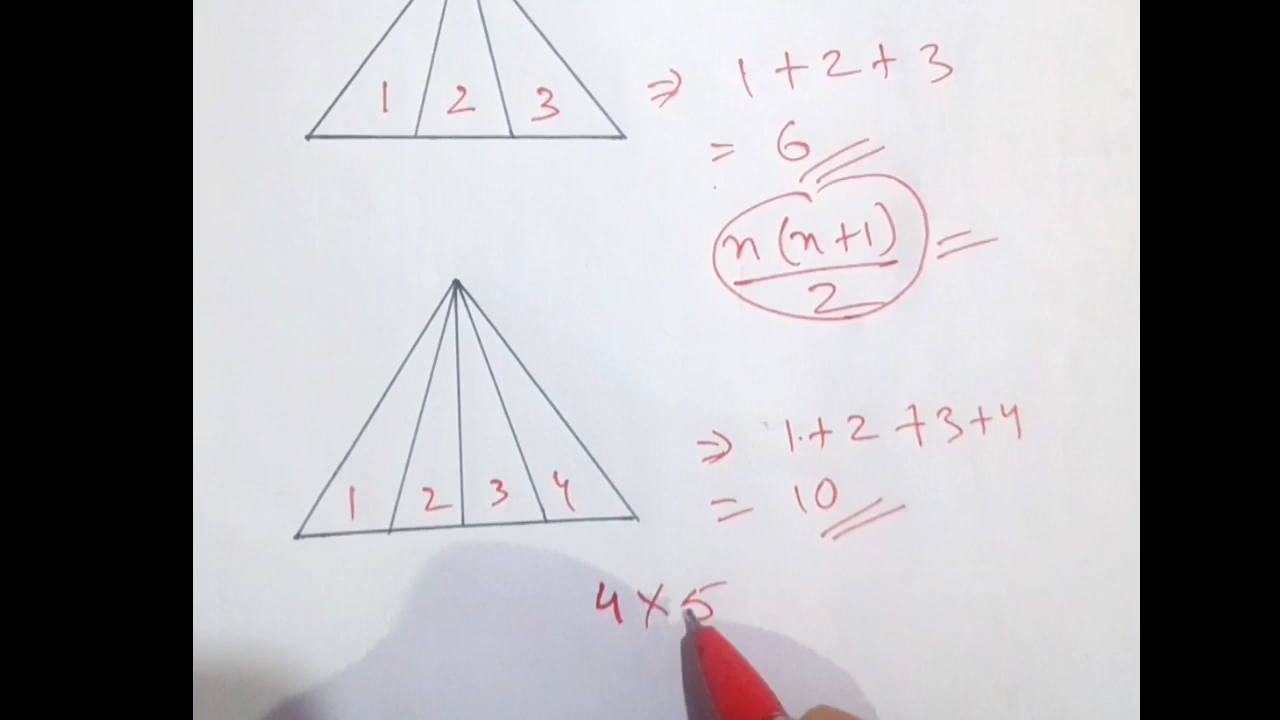 1 2 3 ⇒ 1+2+3
= 6
n(n+1)/2 =
1 2 3 4 ⇒ 1+2+3+4
= 10
4×5